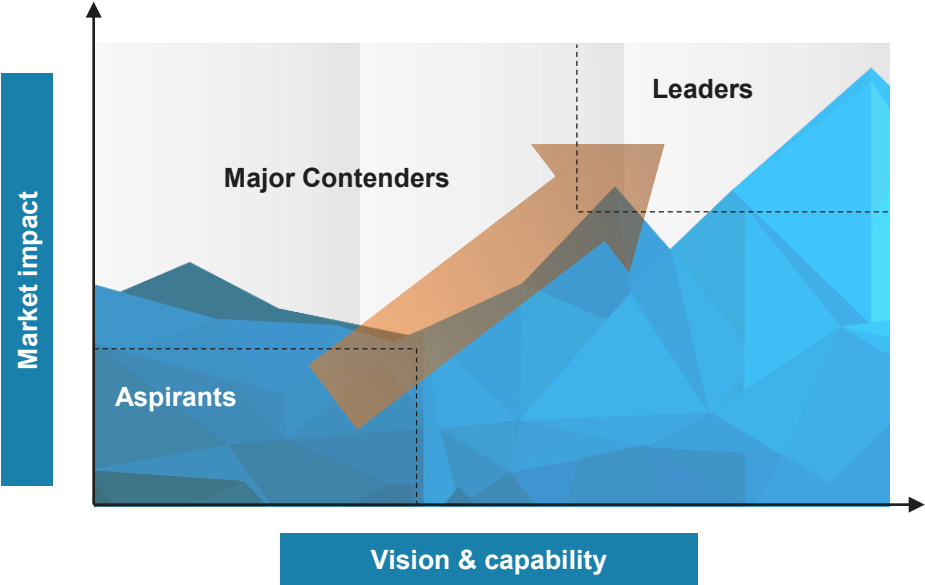 Leaders
Major Contenders
Market impact
Aspirants
Vision & capability